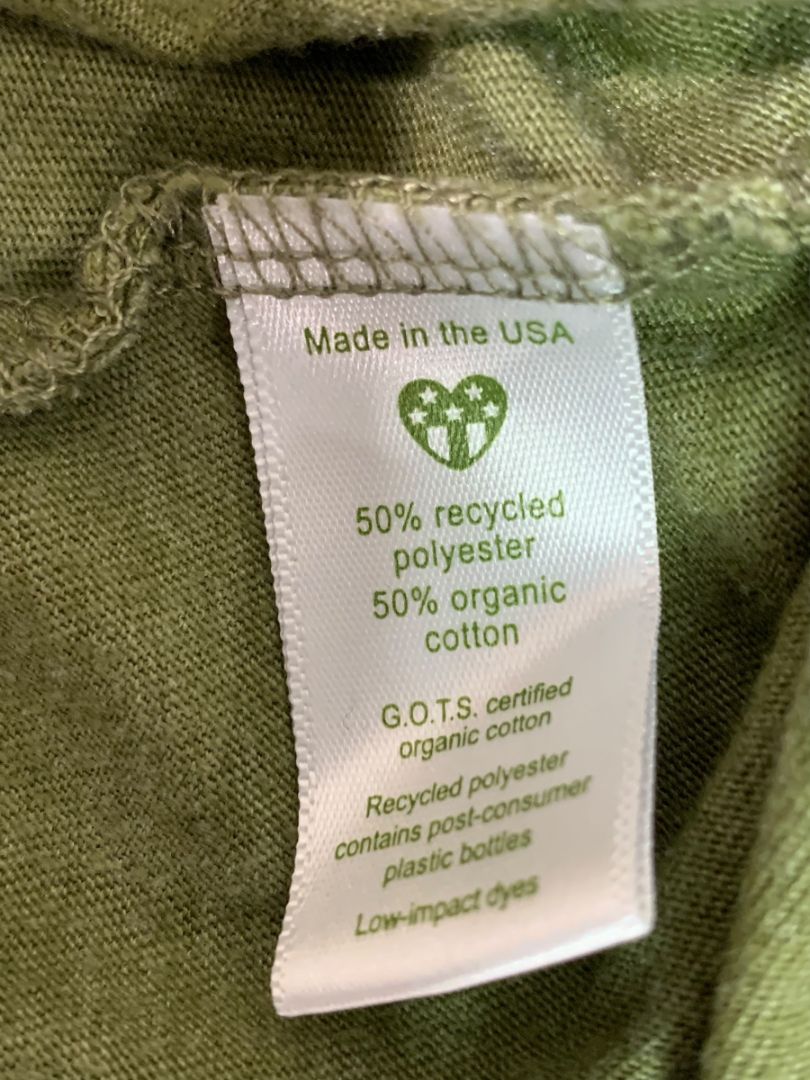 Made in the USA
50% recycled
polyester
50% organic
cotton
G.O.T.S. certified
organic cotton
Recycled polyester
contains post-consumer
plastic bottles
Low-impact dyes